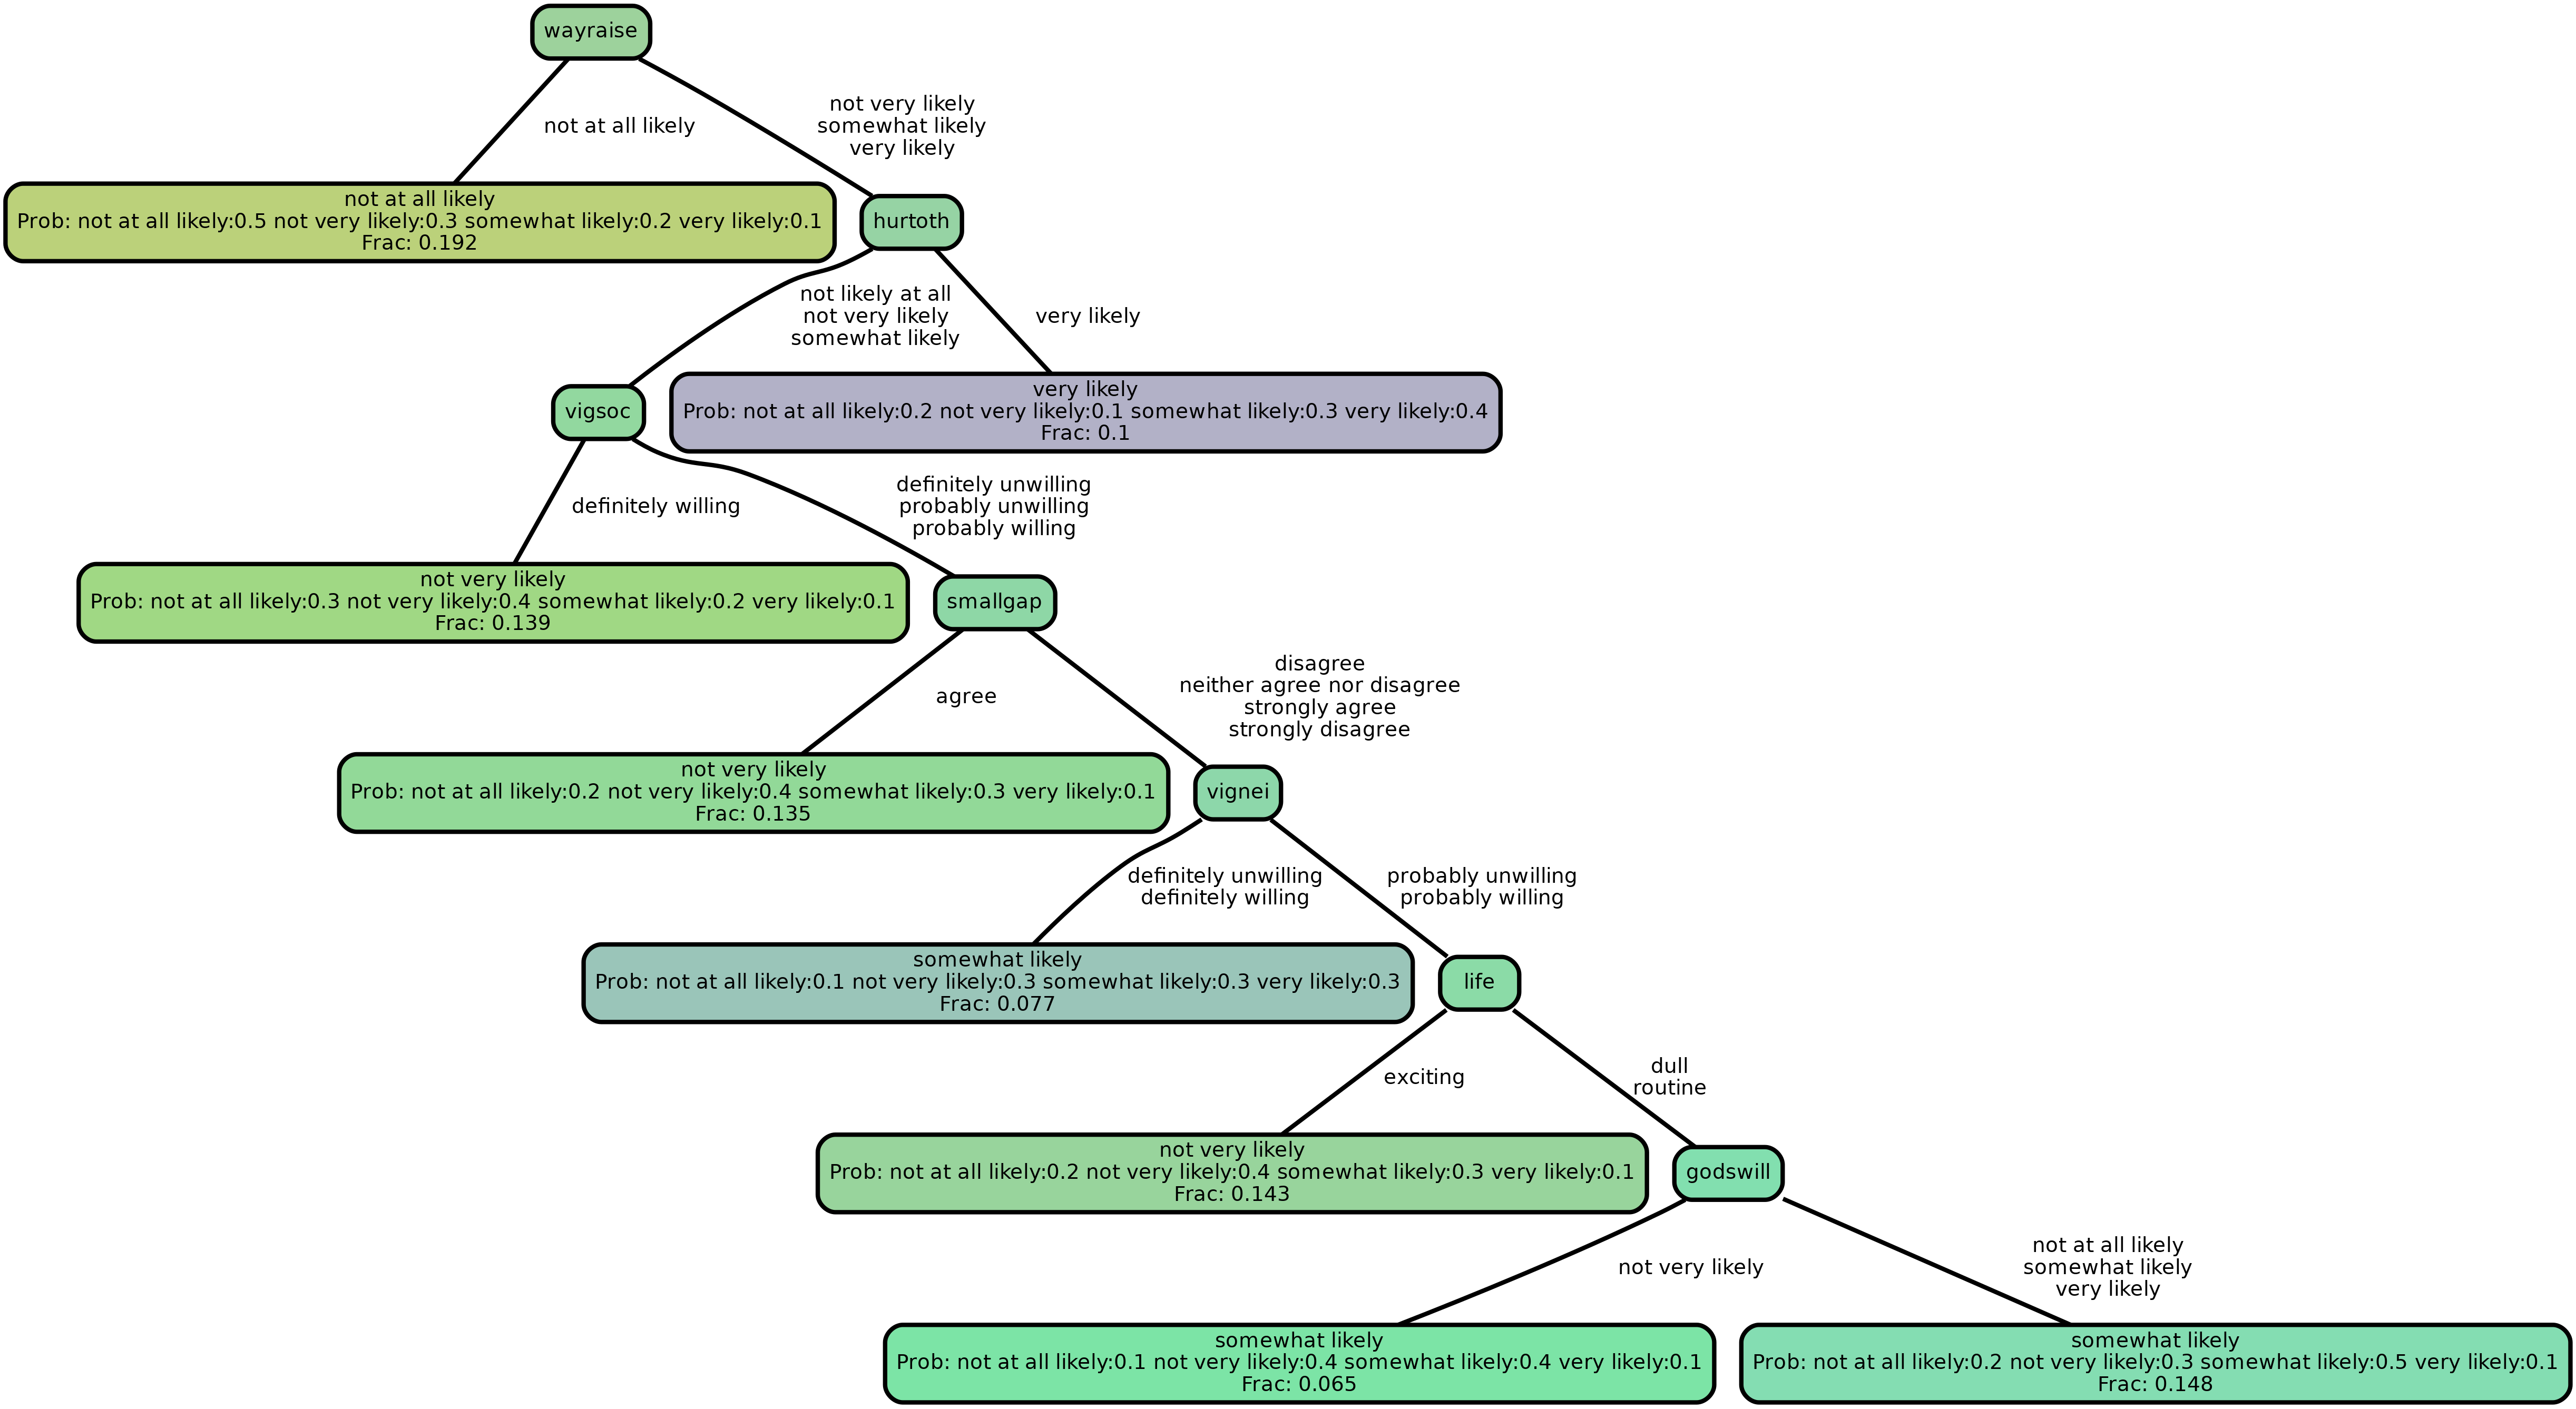 wayraise
not at all likely
not very likely
somewhat likely
very likely
not at all likely
Prob: not at all likely:0.5 not very likely:0.3 somewhat likely:0.2 very likely:0.1
Frac: 0.192
hurtoth
not likely at all
not very likely
somewhat likely
very likely
vigsoc
very likely
Prob: not at all likely:0.2 not very likely:0.1 somewhat likely:0.3 very likely:0.4
Frac: 0.1
definitely willing
definitely unwilling
probably unwilling
probably willing
not very likely
Prob: not at all likely:0.3 not very likely:0.4 somewhat likely:0.2 very likely:0.1
Frac: 0.139
smallgap
agree
disagree
neither agree nor disagree
strongly agree
strongly disagree
not very likely
Prob: not at all likely:0.2 not very likely:0.4 somewhat likely:0.3 very likely:0.1
Frac: 0.135
vignei
definitely unwilling
definitely willing
probably unwilling
probably willing
somewhat likely
Prob: not at all likely:0.1 not very likely:0.3 somewhat likely:0.3 very likely:0.3
Frac: 0.077
life
exciting
dull
routine
not very likely
Prob: not at all likely:0.2 not very likely:0.4 somewhat likely:0.3 very likely:0.1
Frac: 0.143
godswill
not very likely
not at all likely
somewhat likely
very likely
somewhat likely
Prob: not at all likely:0.1 not very likely:0.4 somewhat likely:0.4 very likely:0.1
Frac: 0.065
somewhat likely
Prob: not at all likely:0.2 not very likely:0.3 somewhat likely:0.5 very likely:0.1
Frac: 0.148